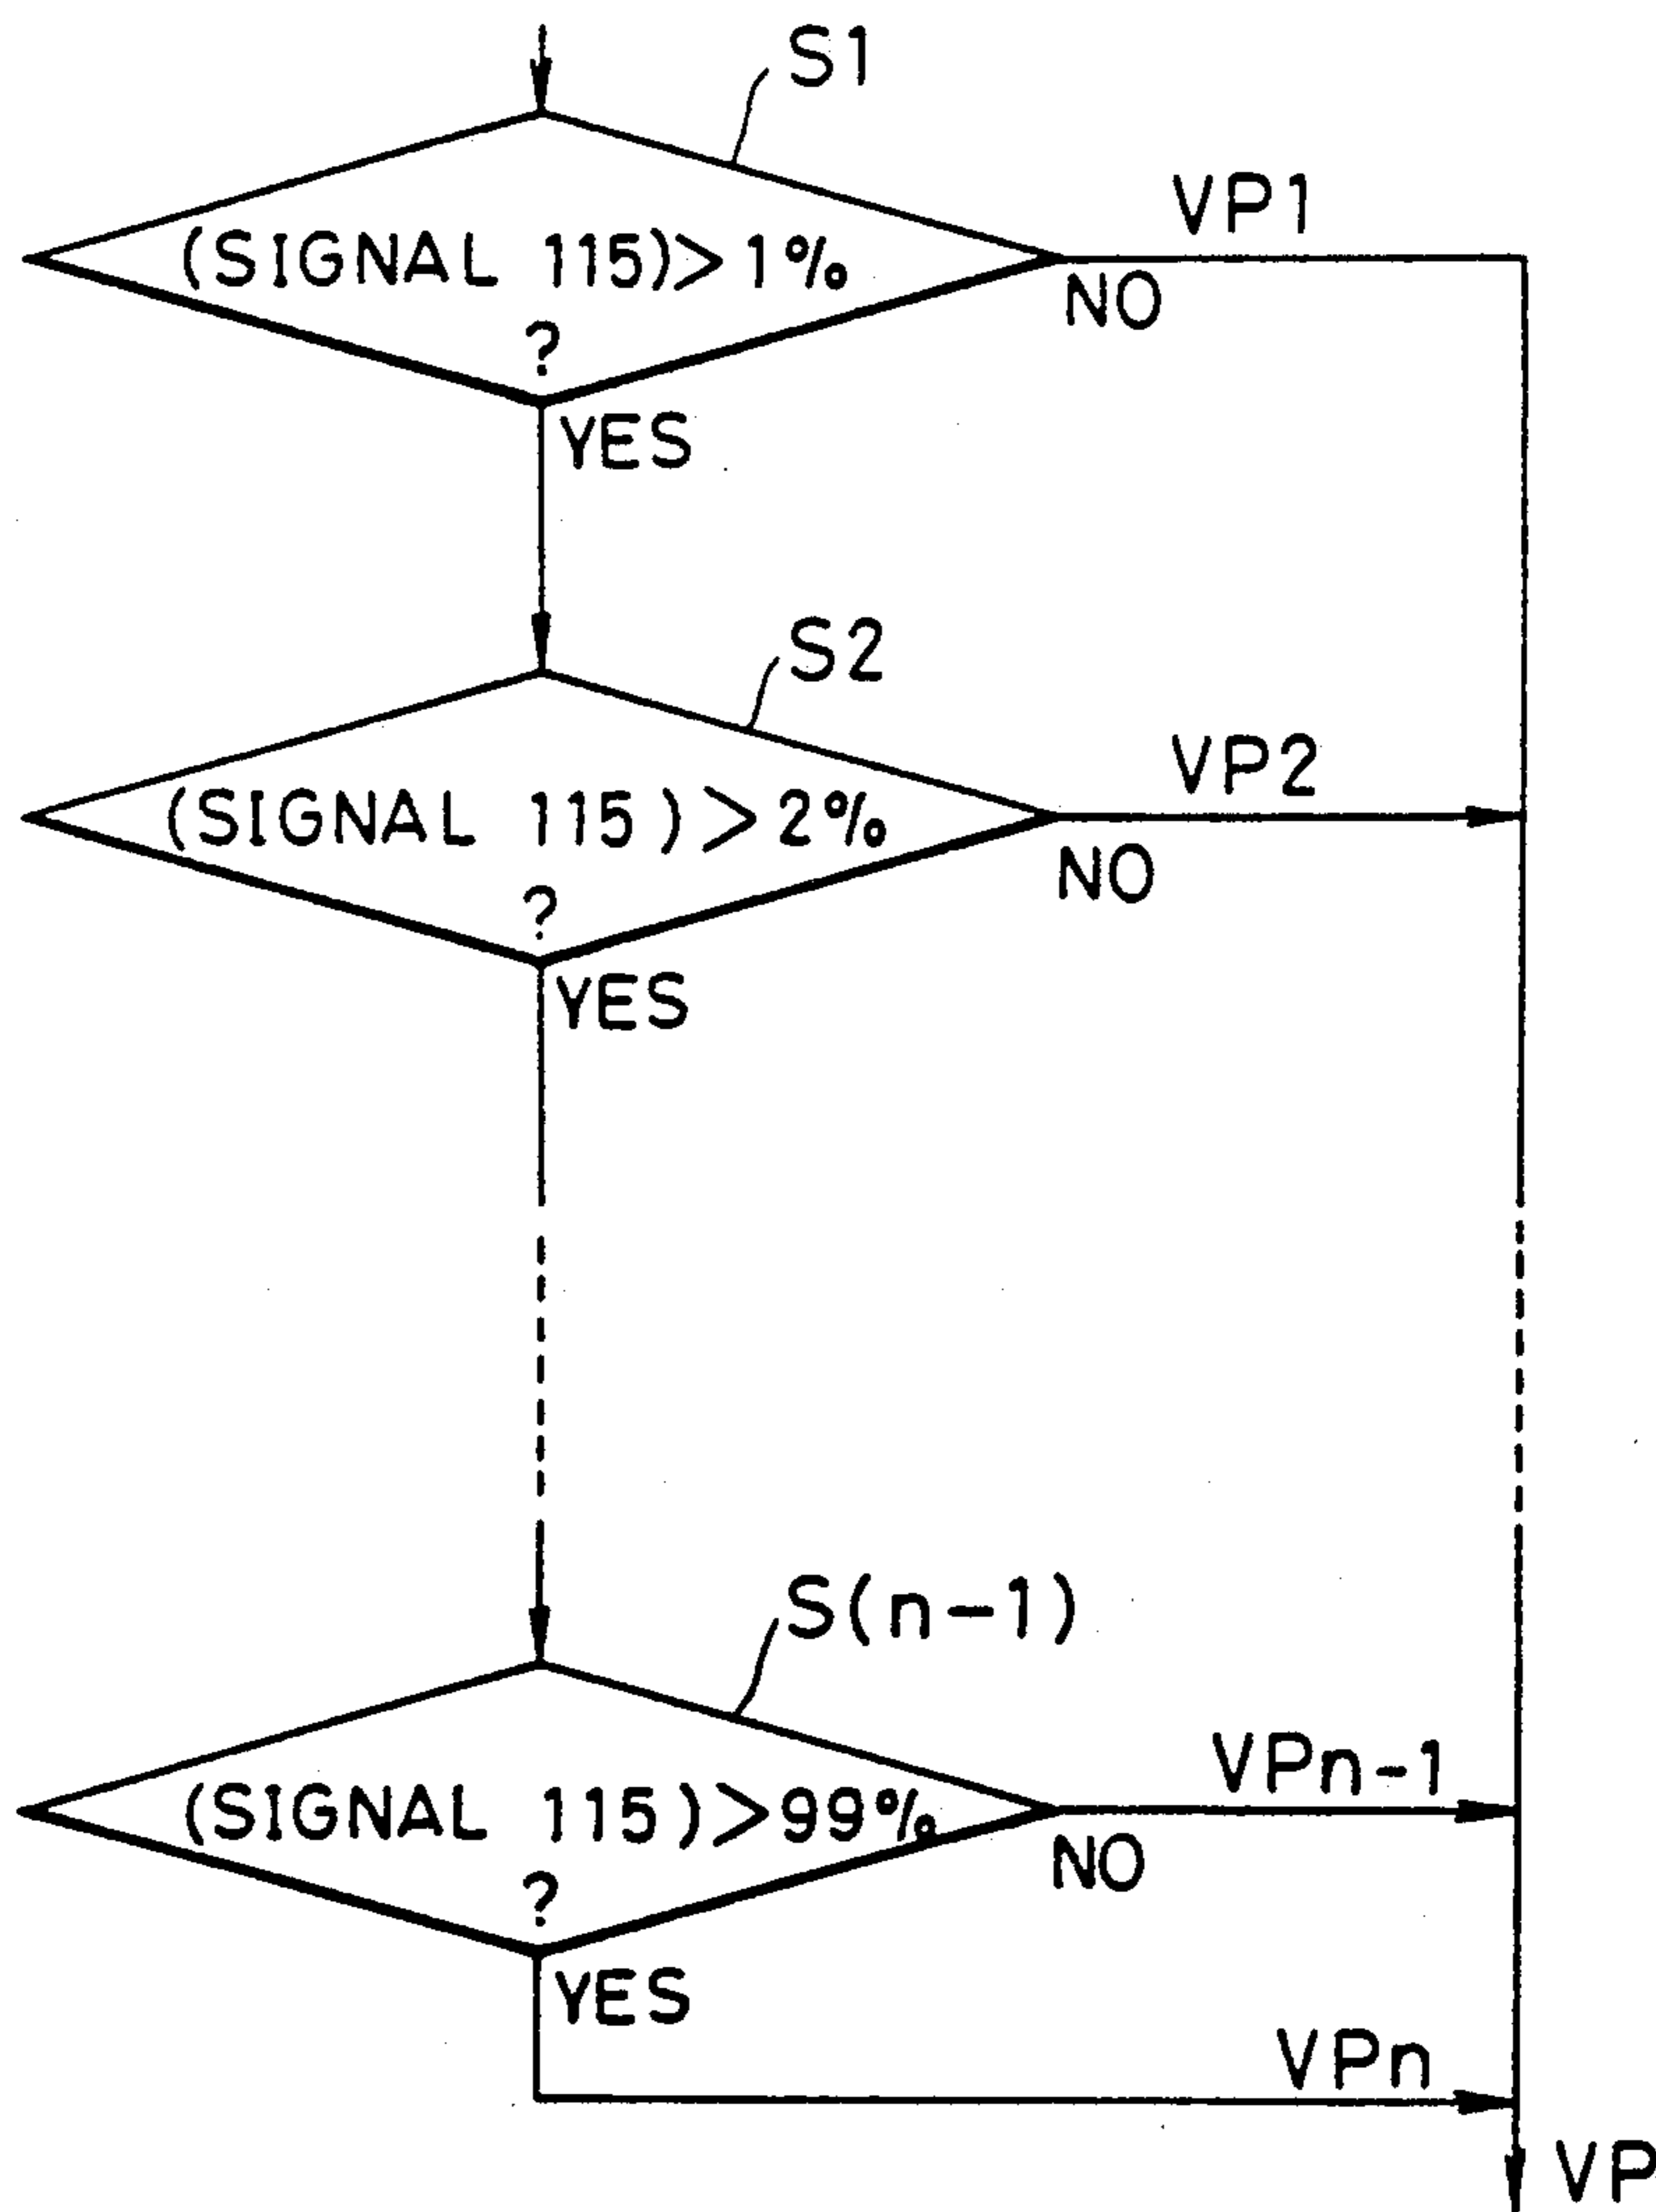 S1
VP1
(SIGNAL 115)>1%
NO
?
YES
S2
VP2
(SIGNAL 115)>2%
NO
?
YES
S(n-1)
VPn-1
(SIGNAL 115)>99%
NO
?
YES
VPn
VP